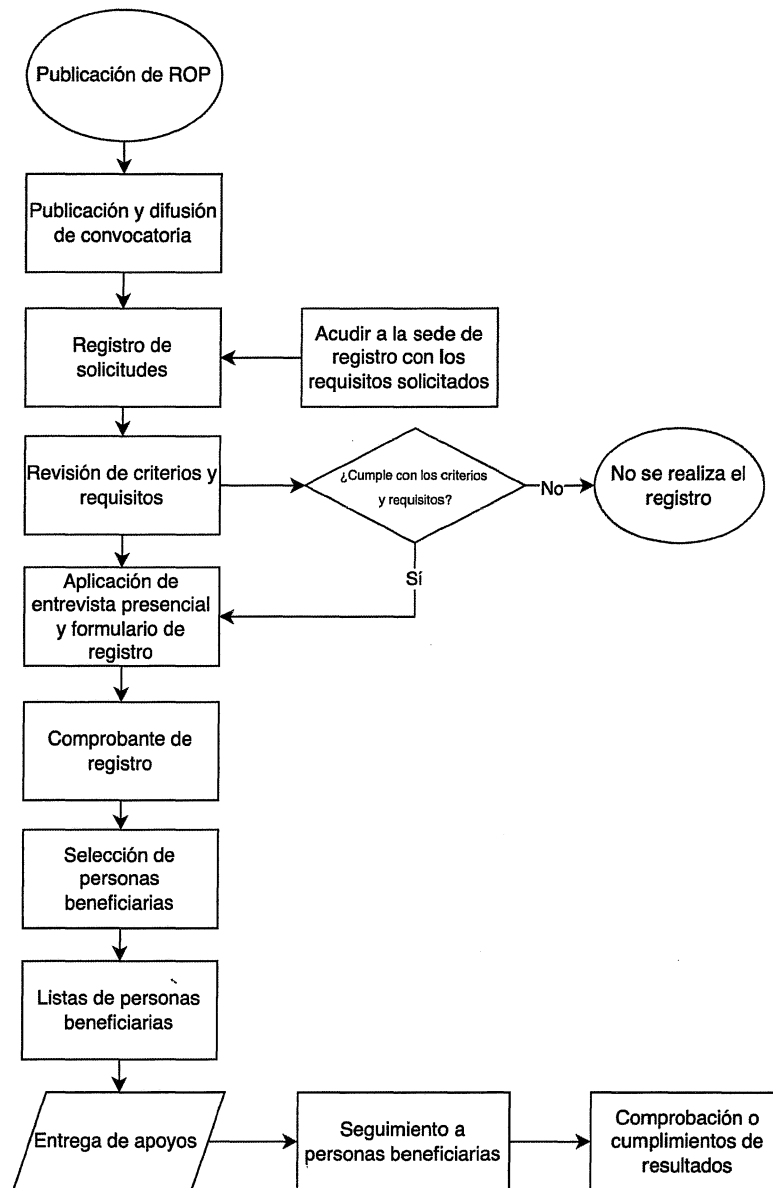 Publicación de ROP
Publicación y difusión
de convocatoria
Registro de
solicitudes
Acudir a la sede de
registro con los
requisitos solicitados
Revisión de criterios y
requisitos
¿Cumple con los criterios
y requisitos?
No
No se realiza el
registro
Sí
Aplicación de
entrevista presencial
y formulario de
registro
Comprobante de
registro
Selección de
personas
beneficiarias
Listas de personas
beneficiarias
Entrega de apoyos
Seguimiento a
personas beneficiarias
Comprobación o
cumplimientos de
resultados